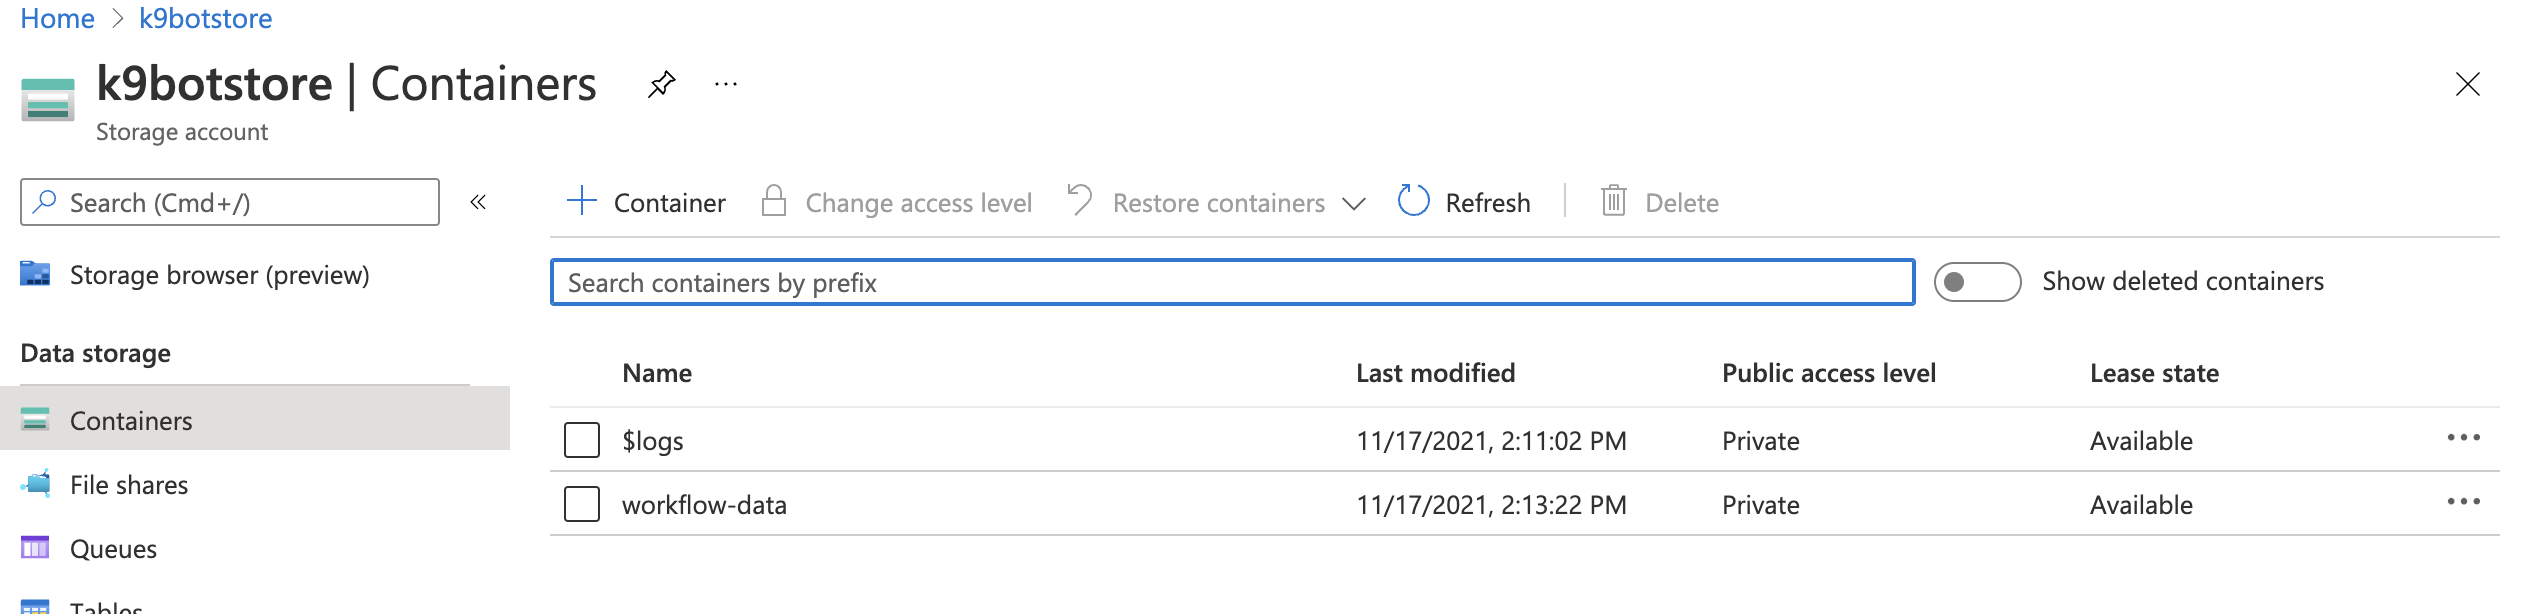 Home > k9botstore
k9botstore | Containers ...
Storage account
Search (Cmd+/) «
Container Change access level Restore containers Refresh Delete
Storage browser (preview)
Search containers by prefix Show deleted containers
Data storage
Name Last modified Public access level Lease state
Containers
$logs 11/17/2021, 2:11:02 PM Private Available ...
File shares
workflow-data 11/17/2021, 2:13:22 PM Private Available ...
Queues
Tables